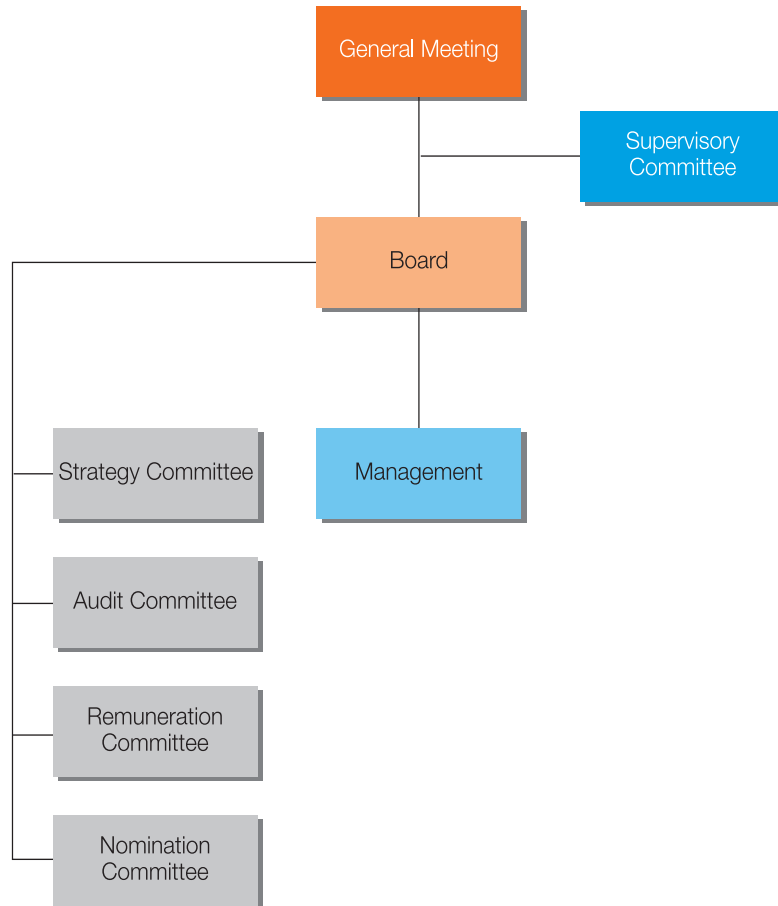 General Meeting
Supervisory
Committee
Board
Strategy Committee
Management
Audit Committee
Remuneration
Committee
Nomination
Committee